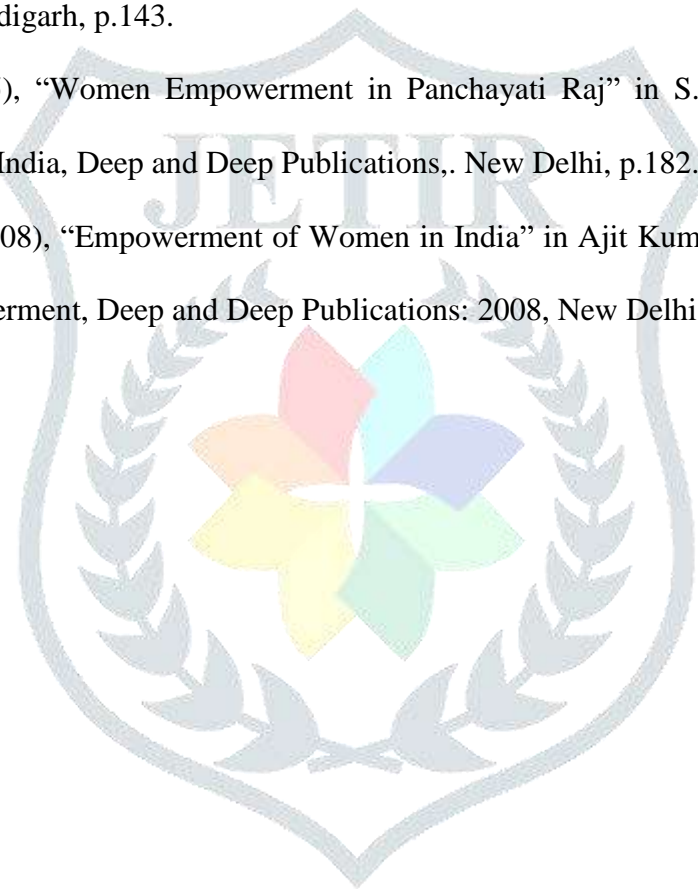 digarh, p.143.
), “Women Empowerment in Panchayati Raj” in S.
India, Deep and Deep Publications,. New Delhi, p.182.
08), “Empowerment of Women in India” in Ajit Kum
erment, Deep and Deep Publications: 2008, New Delhi
JETIR